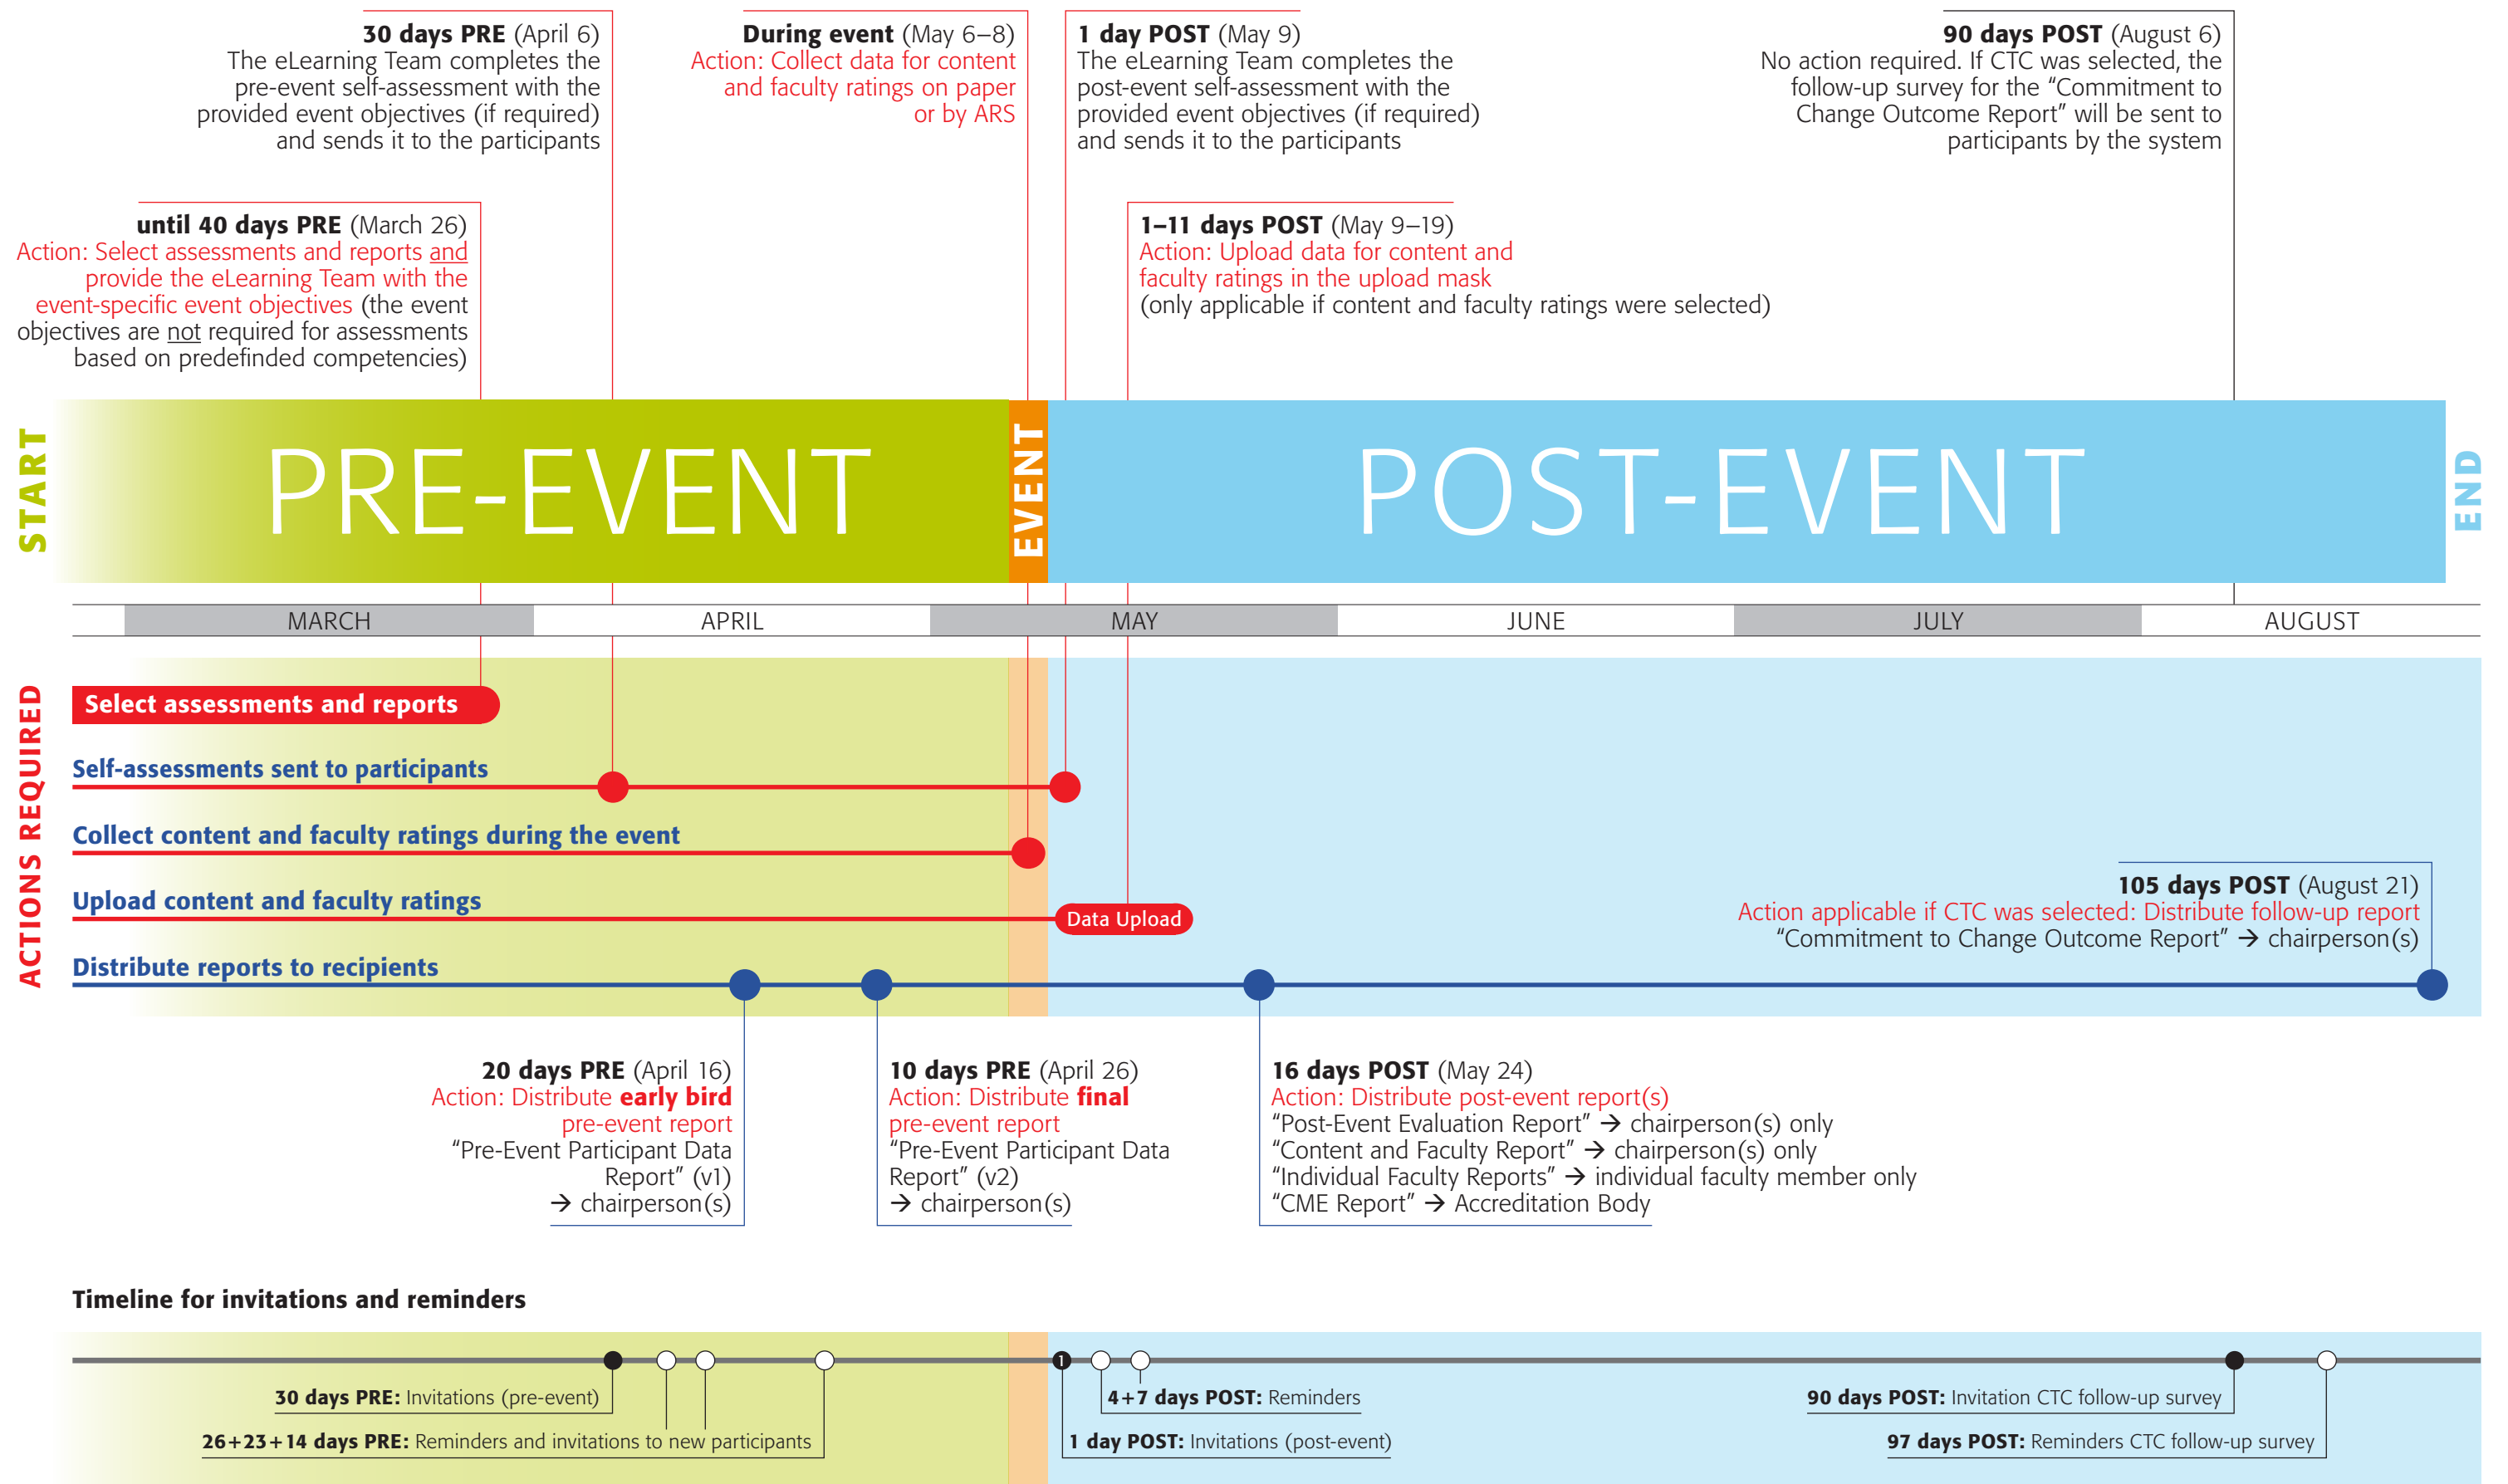 30 days PRE (April 6)
The eLearning Team completes the
pre-event self-assessment with the
provided event objectives (if required)
and sends it to the participants
During event (May 6–8)
Action: Collect data for content
and faculty ratings on paper
or by ARS
1 day POST (May 9)
The eLearning Team completes the
post-event self-assessment with the
provided event objectives (if required)
and sends it to the participants
90 days POST (August 6)
No action required. If CTC was selected, the
follow-up survey for the “Commitment to
Change Outcome Report” will be sent to
participants by the system
until 40 days PRE (March 26)
Action: Select assessments and reports and
provide the eLearning Team with the
event-specific event objectives (the event
objectives are not required for assessments
based on predefinded competencies)
1–11 days POST (May 9–19)
Action: Upload data for content and
faculty ratings in the upload mask
(only applicable if content and faculty ratings were selected)
START
PRE-EVENT
EVENT
POST-EVENT
END
MARCH
APRIL
MAY
JUNE
JULY
AUGUST
ACTIONS REQUIRED
Select assessments and reports
Self-assessments sent to participants
Collect content and faculty ratings during the event
Upload content and faculty ratings
Data Upload
Distribute reports to recipients
105 days POST (August 21)
Action applicable if CTC was selected: Distribute follow-up report
“Commitment to Change Outcome Report” → chairperson(s)
20 days PRE (April 16)
Action: Distribute early bird
pre-event report
“Pre-Event Participant Data
Report” (v1)
→ chairperson(s)
10 days PRE (April 26)
Action: Distribute final
pre-event report
“Pre-Event Participant Data
Report” (v2)
→ chairperson(s)
16 days POST (May 24)
Action: Distribute post-event report(s)
“Post-Event Evaluation Report” → chairperson(s) only
“Content and Faculty Report” → chairperson(s) only
“Individual Faculty Reports” → individual faculty member only
“CME Report” → Accreditation Body
Timeline for invitations and reminders
1
30 days PRE: Invitations (pre-event)
26+23+14 days PRE: Reminders and invitations to new participants
4+7 days POST: Reminders
1 day POST: Invitations (post-event)
90 days POST: Invitation CTC follow-up survey
97 days POST: Reminders CTC follow-up survey